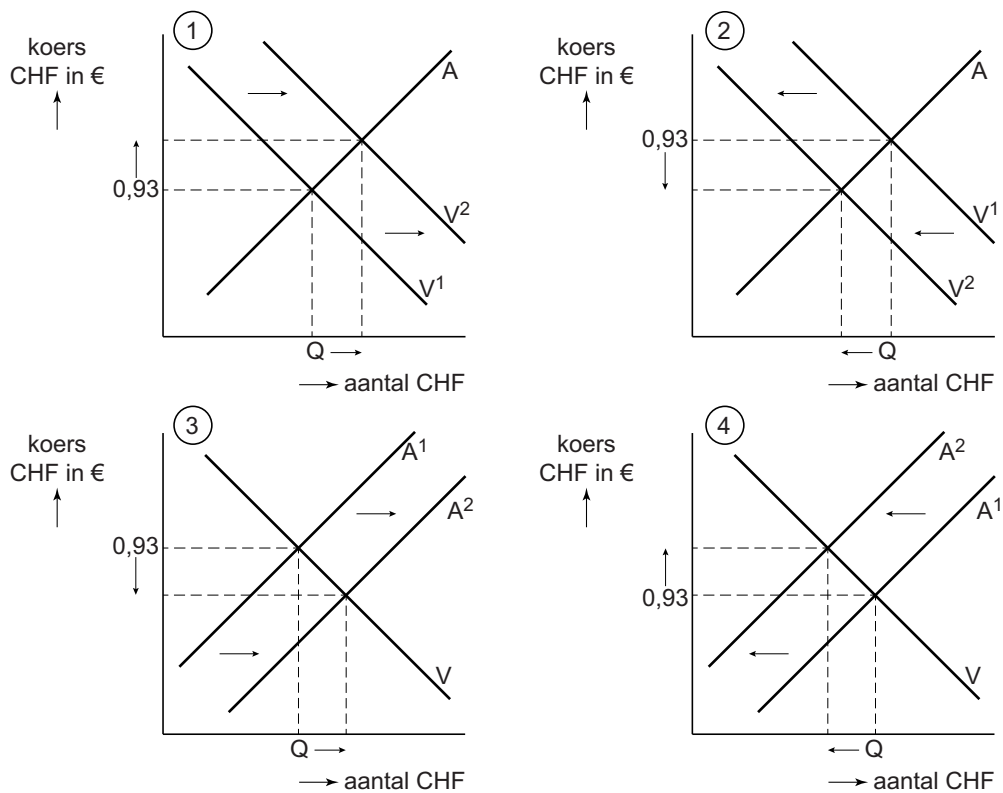 1
koers
CHF in €
0,93
A
V²
V¹
Q
aantal CHF
2
koers
CHF in €
0,93
A
V¹
V²
Q
aantal CHF
3
koers
CHF in €
0,93
A¹
A²
V
Q
aantal CHF
4
koers
CHF in €
0,93
A²
A¹
V
Q
aantal CHF